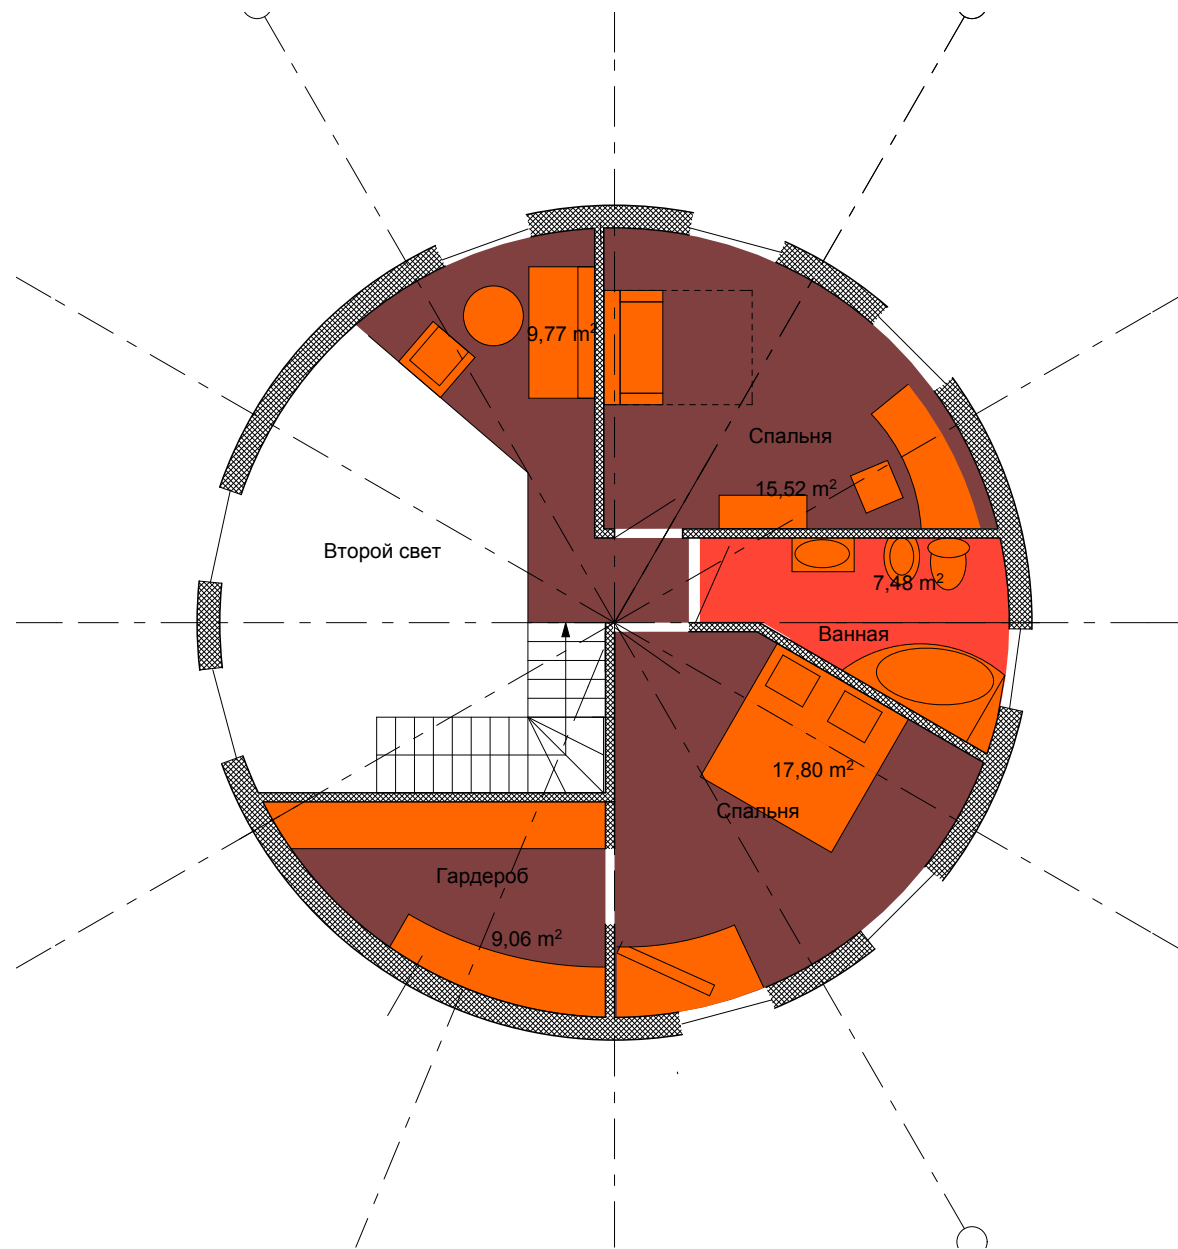 9,77 m²
Спальня
15,52 m²
Второй свет
7,48 m²
Ванная
17,80 m²
Спальня
Гардероб
9,06 m²